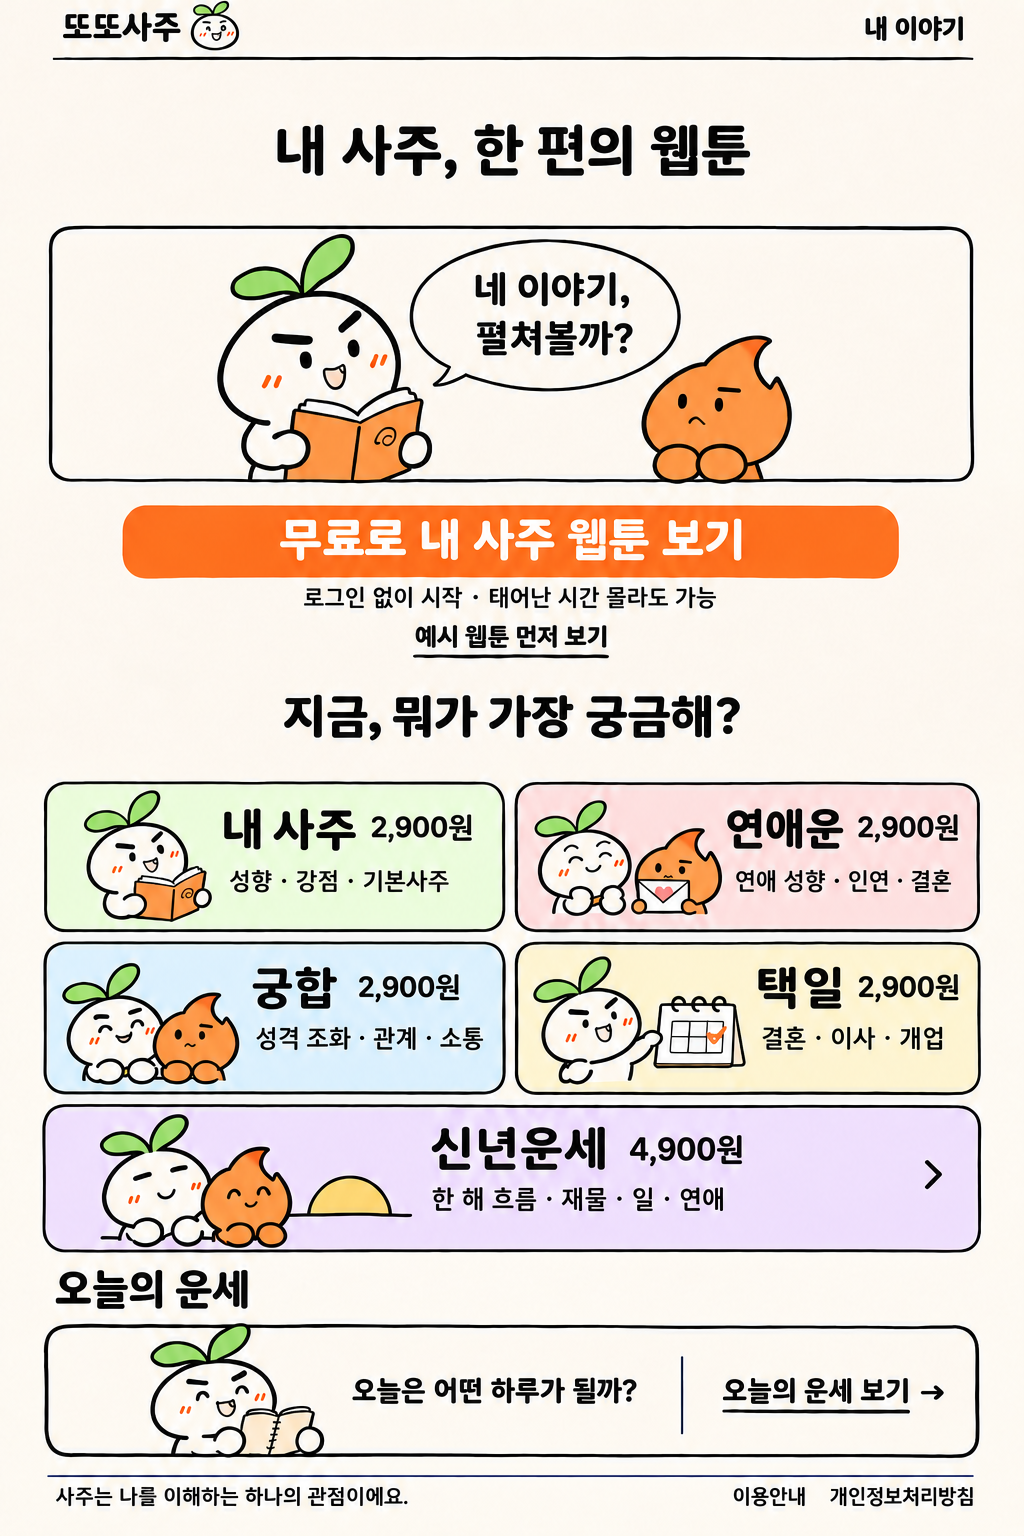 또또사주
내 이야기
내 사주, 한 편의 웹툰
네 이야기,
펼쳐볼까?
무료로 내 사주 웹툰 보기
로그인 없이 시작 · 태어난 시간 몰라도 가능
예시 웹툰 먼저 보기
지금, 뭐가 가장 궁금해?
내 사주 2,900원
성향 · 강점 · 기본사주
연애운 2,900원
연애 성향 · 인연 · 결혼
궁합 2,900원
성격 조화 · 관계 · 소통
택일 2,900원
결혼 · 이사 · 개업
신년운세 4,900원
한 해 흐름 · 재물 · 일 · 연애
오늘의 운세
오늘은 어떤 하루가 될까?
오늘의 운세 보기 →
사주는 나를 이해하는 하나의 관점이에요.
이용안내 개인정보처리방침